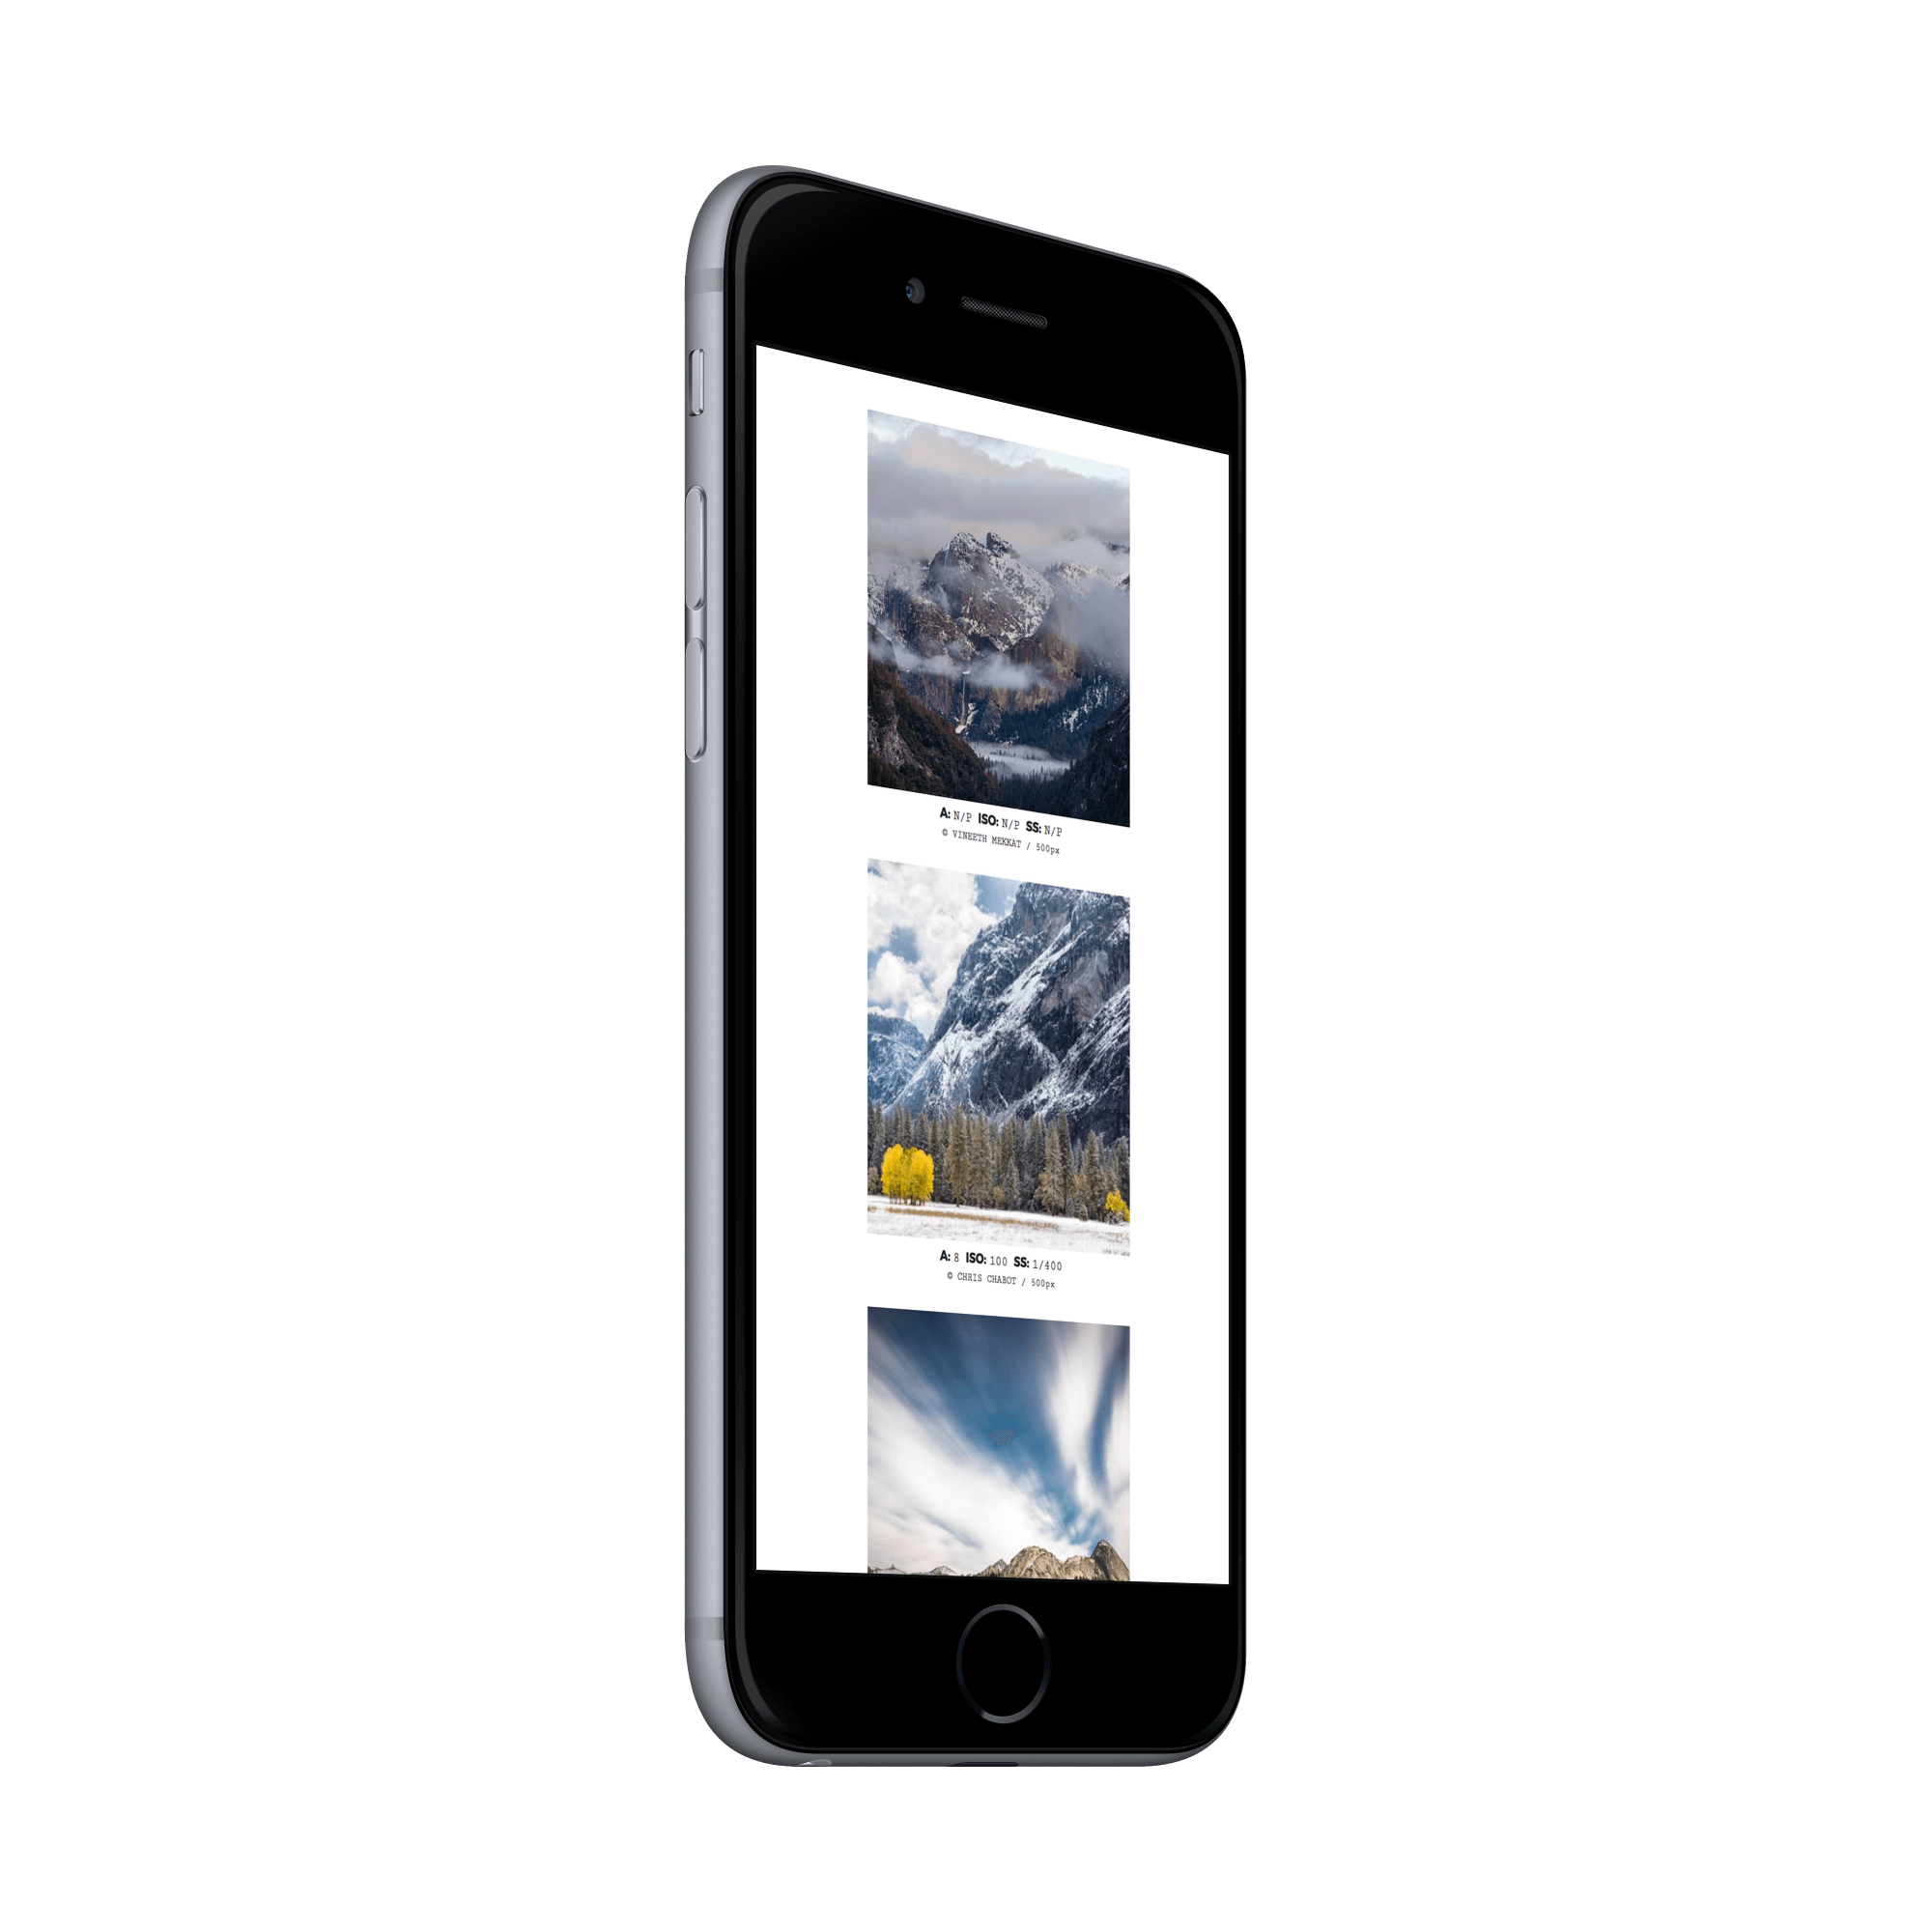 A: N/P ISO: N/P SS: N/P
© VINEETH MEKKAT / 500px
A: 8 ISO: 100 SS: 1/400
© CHRIS CHABOT / 500px